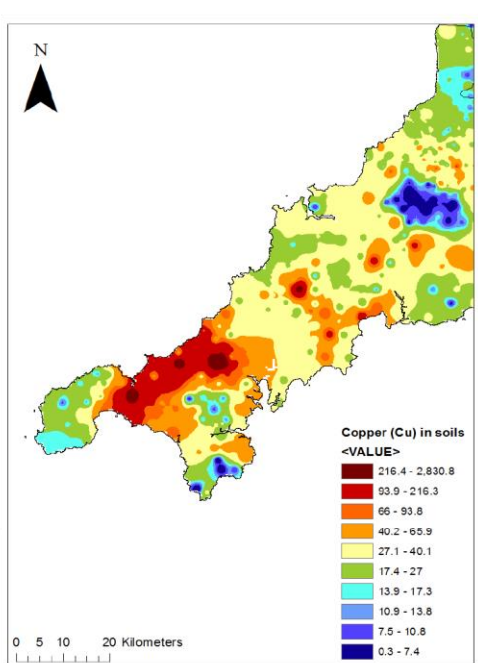 N
Copper (Cu) in soils
<VALUE>
216.4 - 2,830.8
93.9 - 216.3
66 - 93.8
40.2 - 65.9
27.1 - 40.1
17.4 - 27
13.9 - 17.3
10.9 - 13.8
7.5 - 10.8
0.3 - 7.4
0 5 10 20 Kilometers